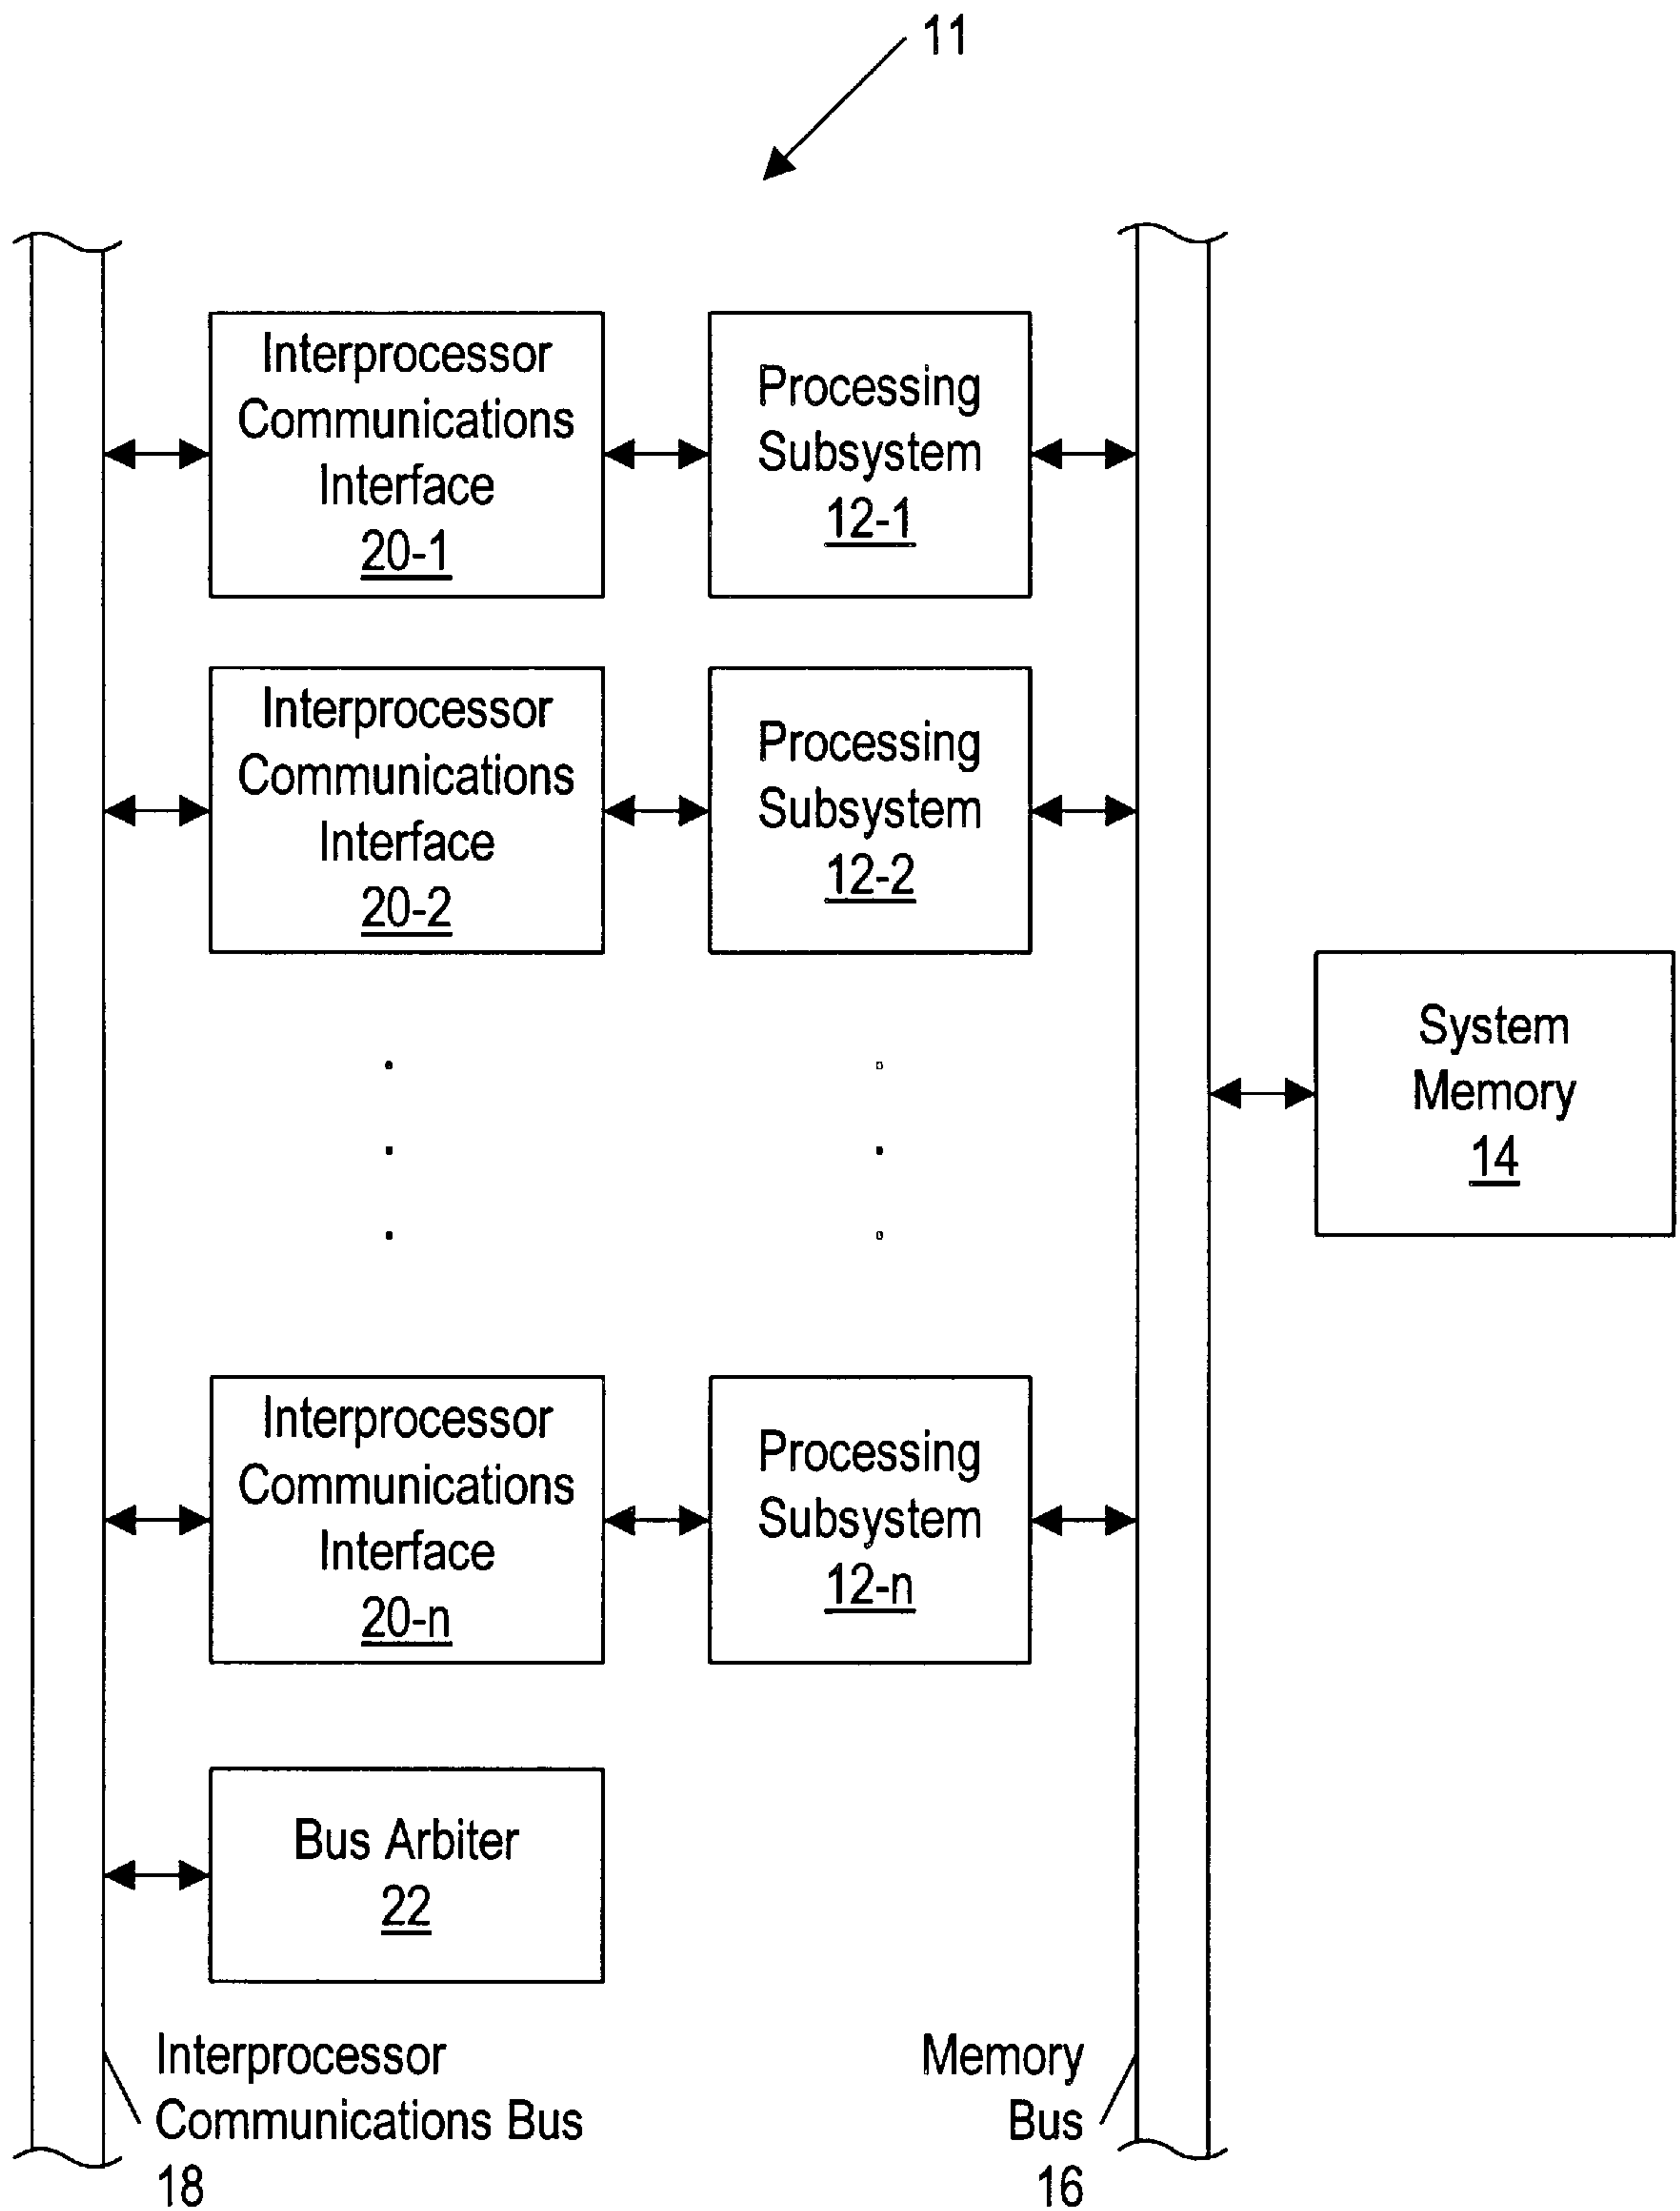 11
Interprocessor
Communications
Interface
20-1
Processing
Subsystem
12-1
Interprocessor
Communications
Interface
20-2
Processing
Subsystem
12-2
System
Memory
14
Interprocessor
Communications
Interface
20-n
Processing
Subsystem
12-n
Bus Arbiter
22
Interprocessor
Communications Bus
18
Memory
Bus
16